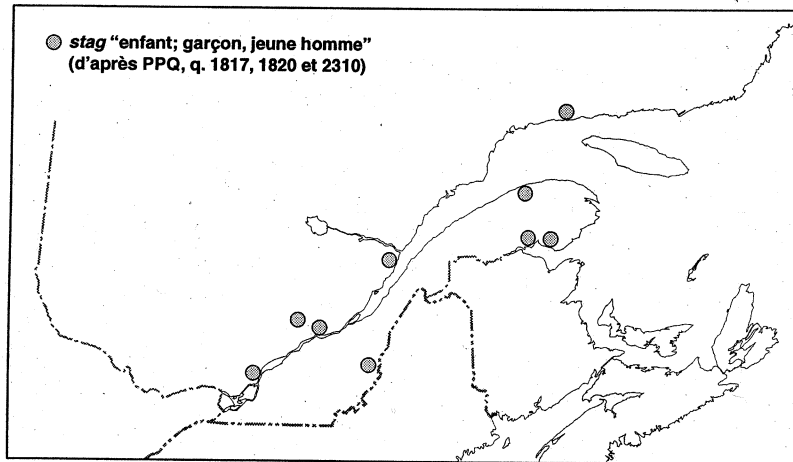 stag “enfant; garçon, jeune homme”
(d’après PPQ, q. 1817, 1820 et 2310)